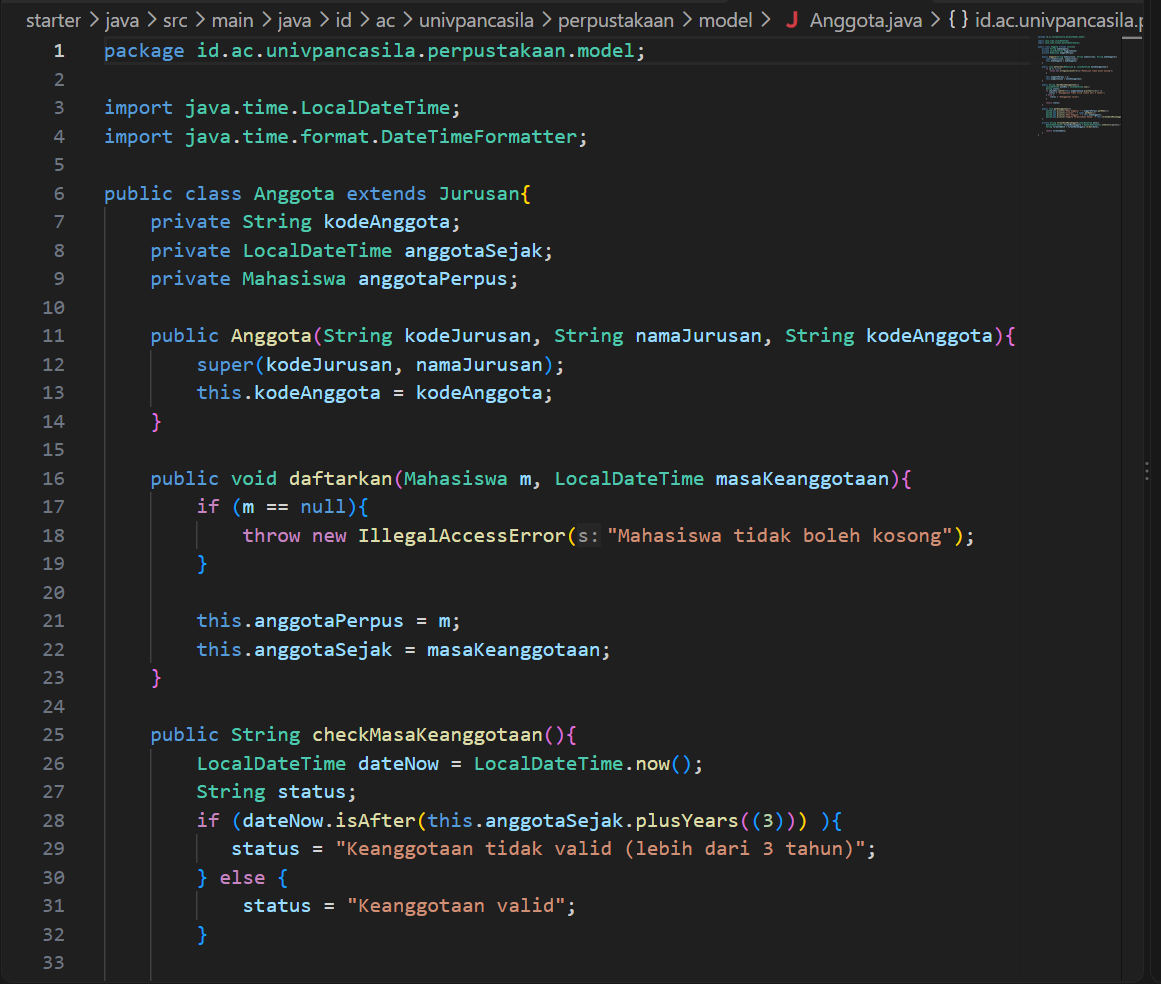 starter > java > src > main > java > id > ac > univpancasila > perpustakaan > model > J Anggota.java > {} id.ac.univpancasila.p
1 package id.ac.univpancasila.perpustakaan.model;
2
3 import java.time.LocalDateTime;
4 import java.time.format.DateTimeFormatter;
5
6 public class Anggota extends Jurusan{
7     private String kodeAnggota;
8     private LocalDateTime anggotaSejak;
9     private Mahasiswa anggotaPerpus;
10
11     public Anggota(String kodeJurusan, String namaJurusan, String kodeAnggota){
12         super(kodeJurusan, namaJurusan);
13         this.kodeAnggota = kodeAnggota;
14     }
15
16     public void daftarkan(Mahasiswa m, LocalDateTime masaKeanggotaan){
17         if (m == null){
18             throw new IllegalAccessError(s: "Mahasiswa tidak boleh kosong");
19         }
20
21         this.anggotaPerpus = m;
22         this.anggotaSejak = masaKeanggotaan;
23     }
24
25     public String checkMasaKeanggotaan(){
26         LocalDateTime dateNow = LocalDateTime.now();
27         String status;
28         if (dateNow.isAfter(this.anggotaSejak.plusYears((3))) ){
29            status = "Keanggotaan tidak valid (lebih dari 3 tahun)";
30         } else {
31             status = "Keanggotaan valid";
32         }
33